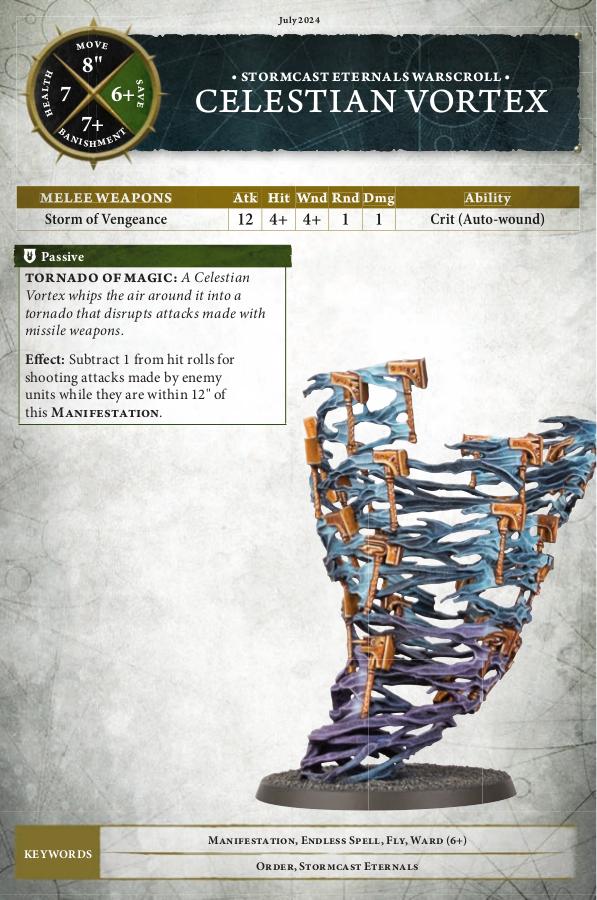 July 2024
MOVE
8"
HEALTH
7
6+
SAVE
7+
BANISHMENT
• STORMCAST ETERNALS WARSCROLL •
CELESTIAN VORTEX
MELEE WEAPONS Atk Hit Wnd Rnd Dmg Ability
Storm of Vengeance 12 4+ 4+ 1 1 Crit (Auto-wound)
Passive
TORNADO OF MAGIC: A Celestian
Vortex whips the air around it into a
tornado that disrupts attacks made with
missile weapons.
Effect: Subtract 1 from hit rolls for
shooting attacks made by enemy
units while they are within 12" of
this MANIFESTATION.
KEYWORDS
MANIFESTATION, ENDLESS SPELL, FLY, WARD (6+)
ORDER, STORMCAST ETERNALS